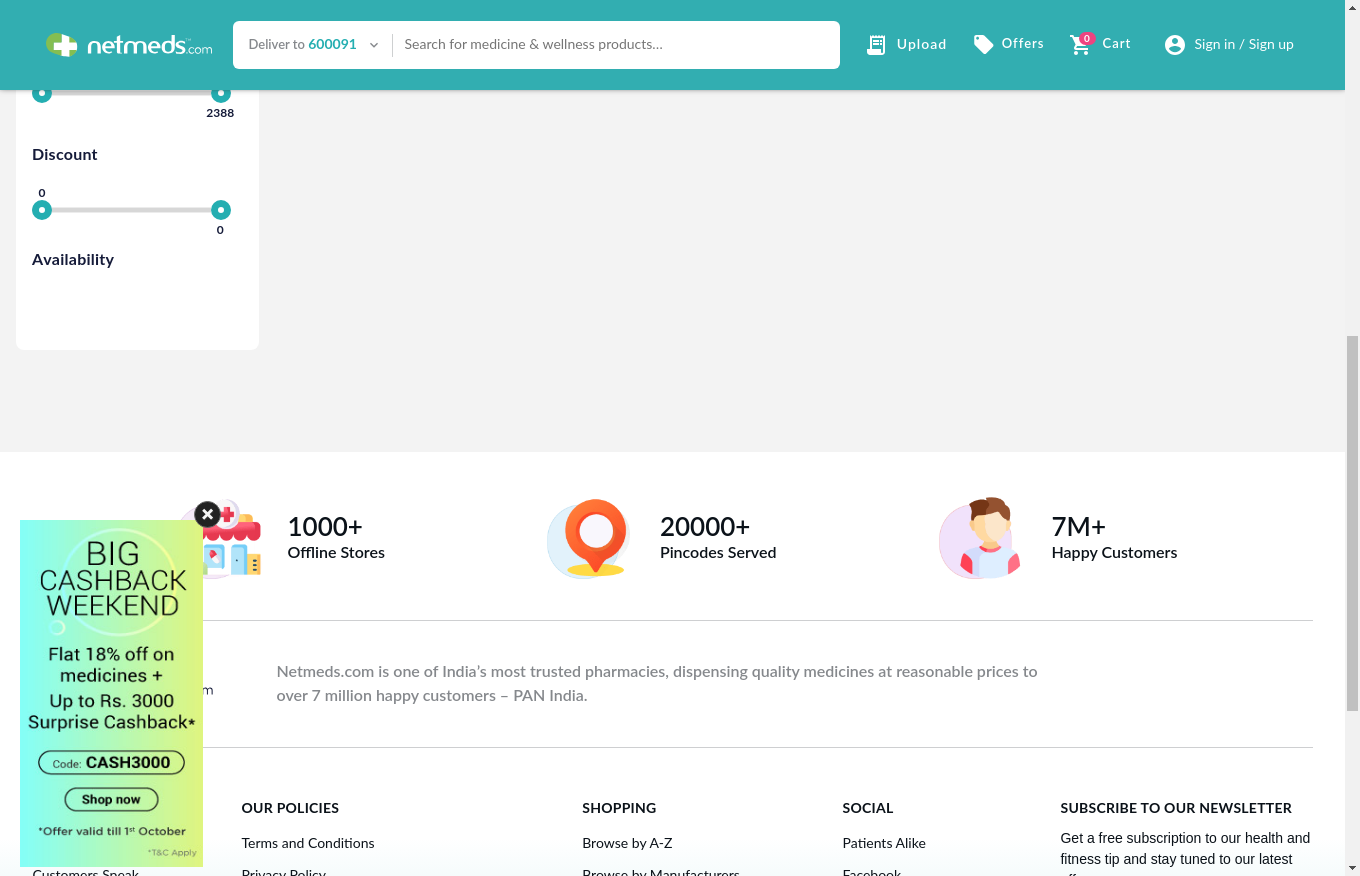 netmeds.com
Deliver to 600091
Search for medicine & wellness products...
Upload
Offers
0
Cart
Sign in / Sign up
2388
Discount
0
0
Availability
1000+
Offline Stores
20000+
Pincodes Served
7M+
Happy Customers
BIG
CASHBACK
WEEKEND
Flat 18% off on
medicines +
Up to Rs. 3000
Surprise Cashback*
Code: CASH3000
Shop now
*Offer valid till 1st October
*T&C Apply
Netmeds.com is one of India's most trusted pharmacies, dispensing quality medicines at reasonable prices to
over 7 million happy customers – PAN India.
Customers Speak
OUR POLICIES
Terms and Conditions
Privacy Policy
SHOPPING
Browse by A-Z
Browse by Manufacturers
SOCIAL
Patients Alike
Facebook
SUBSCRIBE TO OUR NEWSLETTER
Get a free subscription to our health and
fitness tip and stay tuned to our latest